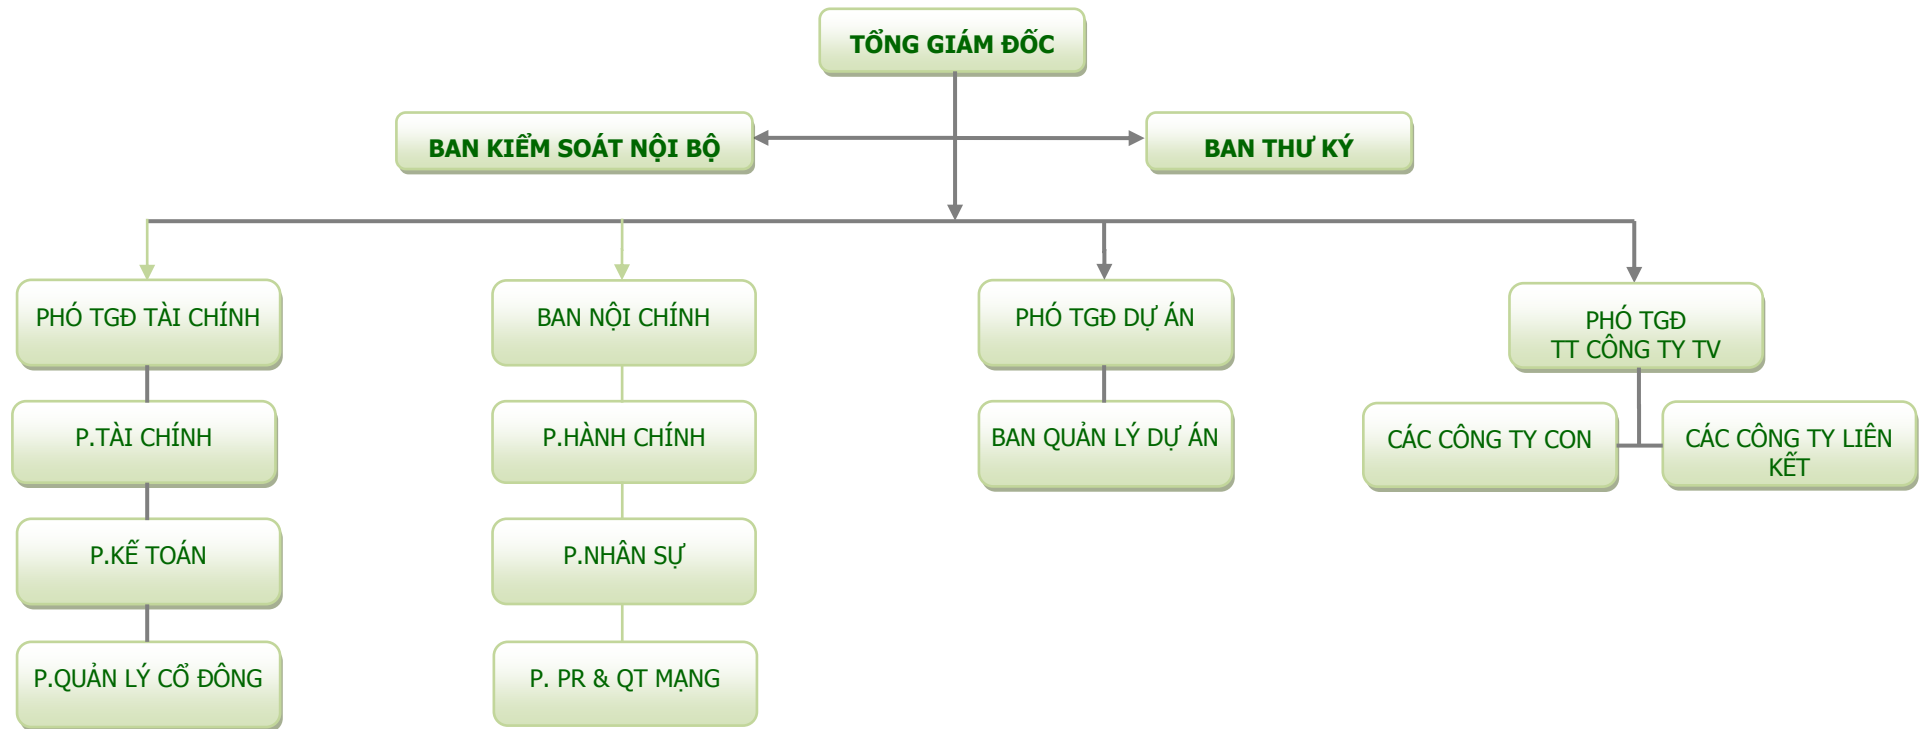 TỔNG GIÁM ĐỐC
BAN KIỂM SOÁT NỘI BỘ
BAN THƯ KÝ
PHÓ TGĐ TÀI CHÍNH
BAN NỘI CHÍNH
PHÓ TGĐ DỰ ÁN
PHÓ TGĐ
TT CÔNG TY TV
P.TÀI CHÍNH
P.HÀNH CHÍNH
BAN QUẢN LÝ DỰ ÁN
CÁC CÔNG TY CON
CÁC CÔNG TY LIÊN
KẾT
P.KẾ TOÁN
P.NHÂN SỰ
P.QUẢN LÝ CỔ ĐÔNG
P. PR & QT MẠNG